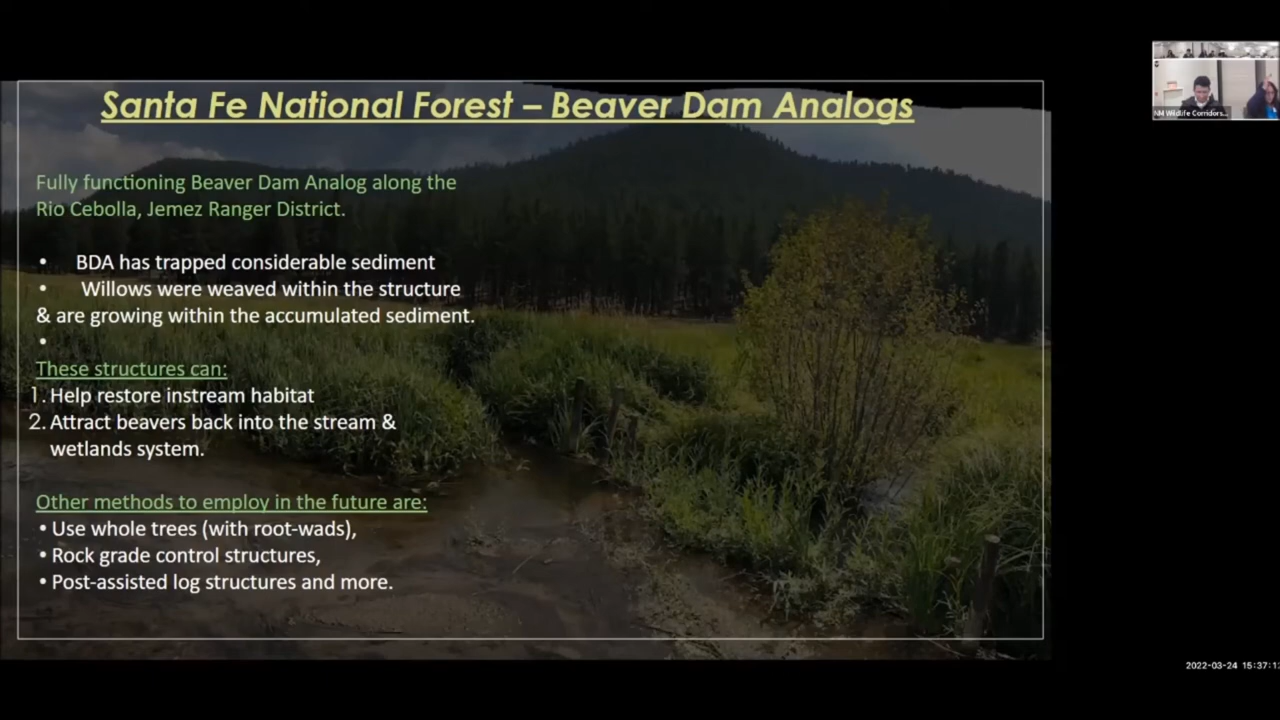 Santa Fe National Forest – Beaver Dam Analogs
Fully functioning Beaver Dam Analog along the
Rio Cebolla, Jemez Ranger District.
• BDA has trapped considerable sediment
• Willows were weaved within the structure
& are growing within the accumulated sediment.
•
These structures can:
1. Help restore instream habitat
2. Attract beavers back into the stream &
wetlands system.
Other methods to employ in the future are:
• Use whole trees (with root-wads),
• Rock grade control structures,
• Post-assisted log structures and more.
NM Wildlife Corridors...
2022-03-24 15:37:1